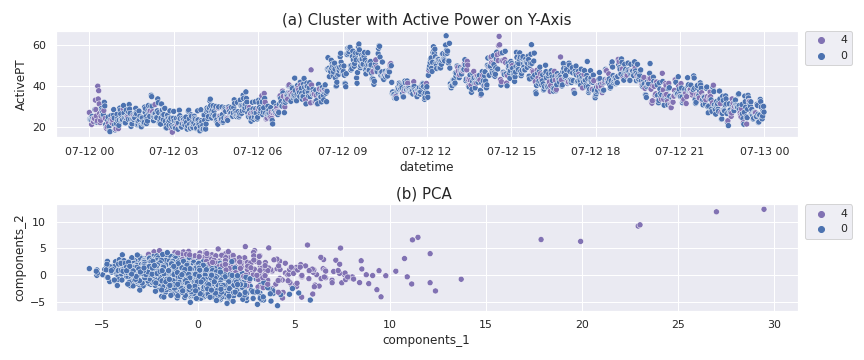 (a) Cluster with Active Power on Y-Axis
4
0
60
40
20
ActivePT
07-12 00 07-12 03 07-12 06 07-12 09 07-12 12 07-12 15 07-12 18 07-12 21 07-13 00
datetime
(b) PCA
4
0
10
5
0
−5
components_2
−5 0 5 10 15 20 25 30
components_1